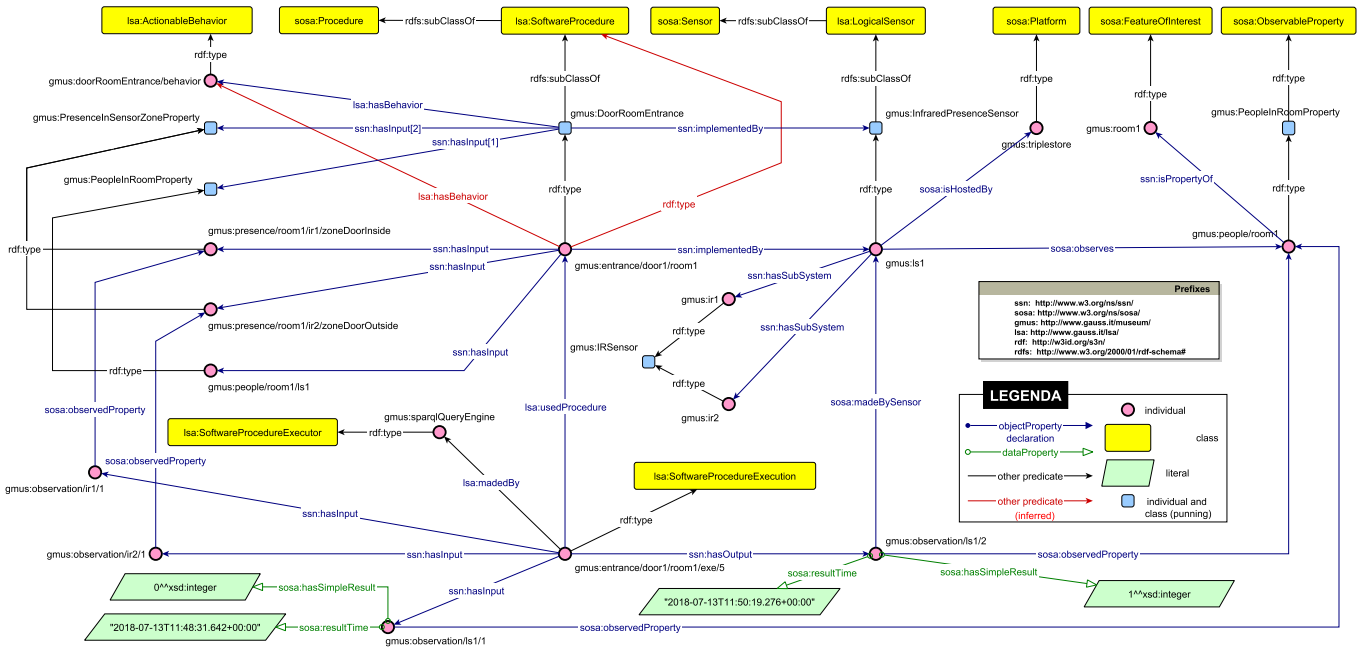 lsa:ActionableBehavior
sosa:Procedure
rdfs:subClassOf
lsa:SoftwareProcedure
sosa:Sensor
rdfs:subClassOf
lsa:LogicalSensor
sosa:Platform
sosa:FeatureOfInterest
sosa:ObservableProperty
rdf:type
rdfs:subClassOf
rdfs:subClassOf
rdf:type
rdf:type
rdf:type
gmus:doorRoomEntrance/behavior
lsa:hasBehavior
gmus:PresenceInSensorZoneProperty
gmus:DoorRoomEntrance
gmus:InfraredPresenceSensor
gmus:PeopleInRoomProperty
ssn:hasInput[2]
ssn:implementedBy
gmus:room1
ssn:hasInput[1]
gmus:triplestore
gmus:PeopleInRoomProperty
ssn:isPropertyOf
rdf:type
rdf:type
sosa:isHostedBy
rdf:type
lsa:hasBehavior
rdf:type
gmus:presence/room1/ir1/zoneDoorInside
gmus:people/room1
rdf:type
ssn:hasInput
ssn:implementedBy
sosa:observes
gmus:ls1
ssn:hasInput
gmus:entrance/door1/room1
ssn:hasSubSystem
Prefixes
gmus:ir1
ssn: http://www.w3.org/ns/ssn/
sosa: http://www.w3.org/ns/sosa/
gmus: http://www.gauss.it/museum/
lsa: http://www.gauss.it/lsa/
rdf: http://w3id.org/s3n/
rdfs: http://www.w3.org/2000/01/rdf-schema#
gmus:presence/room1/ir2/zoneDoorOutside
ssn:hasSubSystem
rdf:type
gmus:IRSensor
ssn:hasInput
rdf:type
rdf:type
gmus:people/room1/ls1
gmus:ir2
LEGENDA
sosa:observedProperty
lsa:usedProcedure
sosa:madeBySensor
individual
gmus:sparqlQueryEngine
objectProperty
declaration
class
lsa:SoftwareProcedureExecutor
rdf:type
dataProperty
sosa:observedProperty
other predicate
literal
lsa:SoftwareProcedureExecution
lsa:madedBy
gmus:observation/ir1/1
other predicate
(inferred)
individual and
class (punning)
ssn:hasInput
rdf:type
gmus:observation/ls1/2
gmus:observation/ir2/1
ssn:hasInput
ssn:hasOutput
sosa:observedProperty
gmus:entrance/door1/room1/exe/5
sosa:resultTime
sosa:hasSimpleResult
0^^xsd:integer
sosa:hasSimpleResult
ssn:hasInput
"2018-07-13T11:50:19.276+00:00"
1^^xsd:integer
"2018-07-13T11:48:31.642+00:00"
sosa:resultTime
sosa:observedProperty
gmus:observation/ls1/1